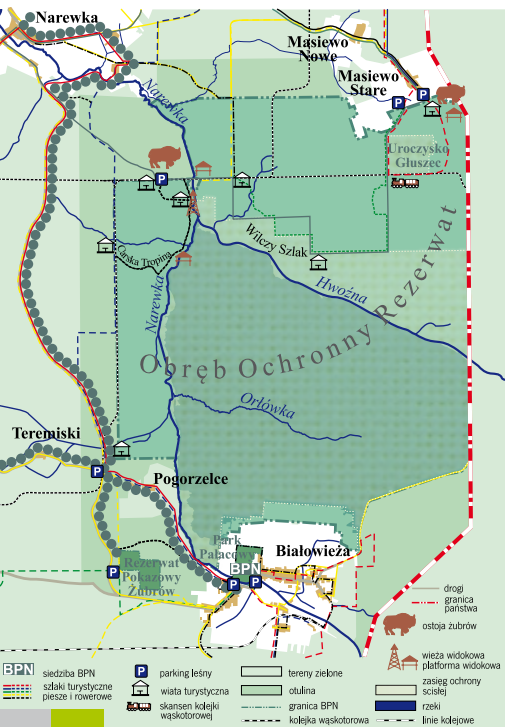 Narewka
Masiewo
Nowe
Masiewo
Stare
P
P
Narewka
Uroczysko
Głuszec
P
Carska Tropina
Wilczy Szlak
Hwoźna
Narewka
Obręb Ochronny Rezerwat
Orłówka
Teremiski
P
Pogorzelce
Park
Pałacowy
Białowieża
BPN
Rezerwat
Pokazowy
Żubrów
P
P
P
drogi
granica
państwa
ostoja żubrów
wieża widokowa
platforma widokowa
BPN siedziba BPN
szlaki turystyczne
piesze i rowerowe
P parking leśny
wiata turystyczna
skansen kolejki
wąskotorowej
tereny zielone
otulina
granica BPN
kolejka wąskotorowa
zasięg ochrony
ścisłej
rzeki
linie kolejowe